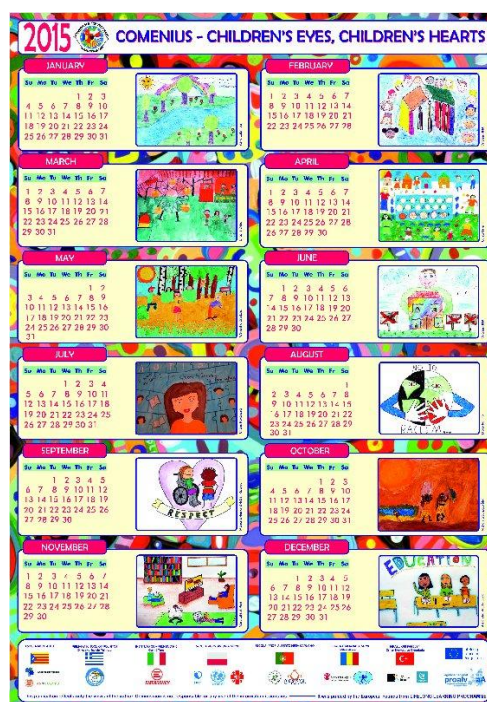 2015 COMENIUS - CHILDREN'S EYES, CHILDREN'S HEARTS
JANUARY
Su Mo Tu We Th Fr Sa
1 2 3
4 5 6 7 8 9 10
11 12 13 14 15 16 17
18 19 20 21 22 23 24
25 26 27 28 29 30 31
FEBRUARY
Su Mo Tu We Th Fr Sa
1 2 3 4 5 6 7
8 9 10 11 12 13 14
15 16 17 18 19 20 21
22 23 24 25 26 27 28
MARCH
Su Mo Tu We Th Fr Sa
1 2 3 4 5 6 7
8 9 10 11 12 13 14
15 16 17 18 19 20 21
22 23 24 25 26 27 28
29 30 31
APRIL
Su Mo Tu We Th Fr Sa
1 2 3 4 5 6 7
8 9 10 11 12 13 14
15 16 17 18 19 20 21
22 23 24 25 26 27 28
29 30
MAY
Su Mo Tu We Th Fr Sa
1 2
3 4 5 6 7 8 9
10 11 12 13 14 15 16
17 18 19 20 21 22 23
24 25 26 27 28 29 30
31
JUNE
Su Mo Tu We Th Fr Sa
1 2 3 4 5 6
7 8 9 10 11 12 13
14 15 16 17 18 19 20
21 22 23 24 25 26 27
28 29 30
JULY
Su Mo Tu We Th Fr Sa
1 2 3 4
5 6 7 8 9 10 11
12 13 14 15 16 17 18
19 20 21 22 23 24 25
26 27 28 29 30 31
AUGUST
Su Mo Tu We Th Fr Sa
1
2 3 4 5 6 7 8
9 10 11 12 13 14 15
16 17 18 19 20 21 22
23 24 25 26 27 28 29
30 31
NO TO
RACISM
SEPTEMBER
Su Mo Tu We Th Fr Sa
1 2 3 4 5
6 7 8 9 10 11 12
13 14 15 16 17 18 19
20 21 22 23 24 25 26
27 28 29 30
RESPECT
OCTOBER
Su Mo Tu We Th Fr Sa
1 2 3
4 5 6 7 8 9 10
11 12 13 14 15 16 17
18 19 20 21 22 23 24
25 26 27 28 29 30 31
NOVEMBER
Su Mo Tu We Th Fr Sa
1 2 3 4 5 6 7
8 9 10 11 12 13 14
15 16 17 18 19 20 21
22 23 24 25 26 27 28
29 30
DECEMBER
Su Mo Tu We Th Fr Sa
1 2 3 4 5
6 7 8 9 10 11 12
13 14 15 16 17 18 19
20 21 22 23 24 25 26
27 28 29 30 31
EDUCATION